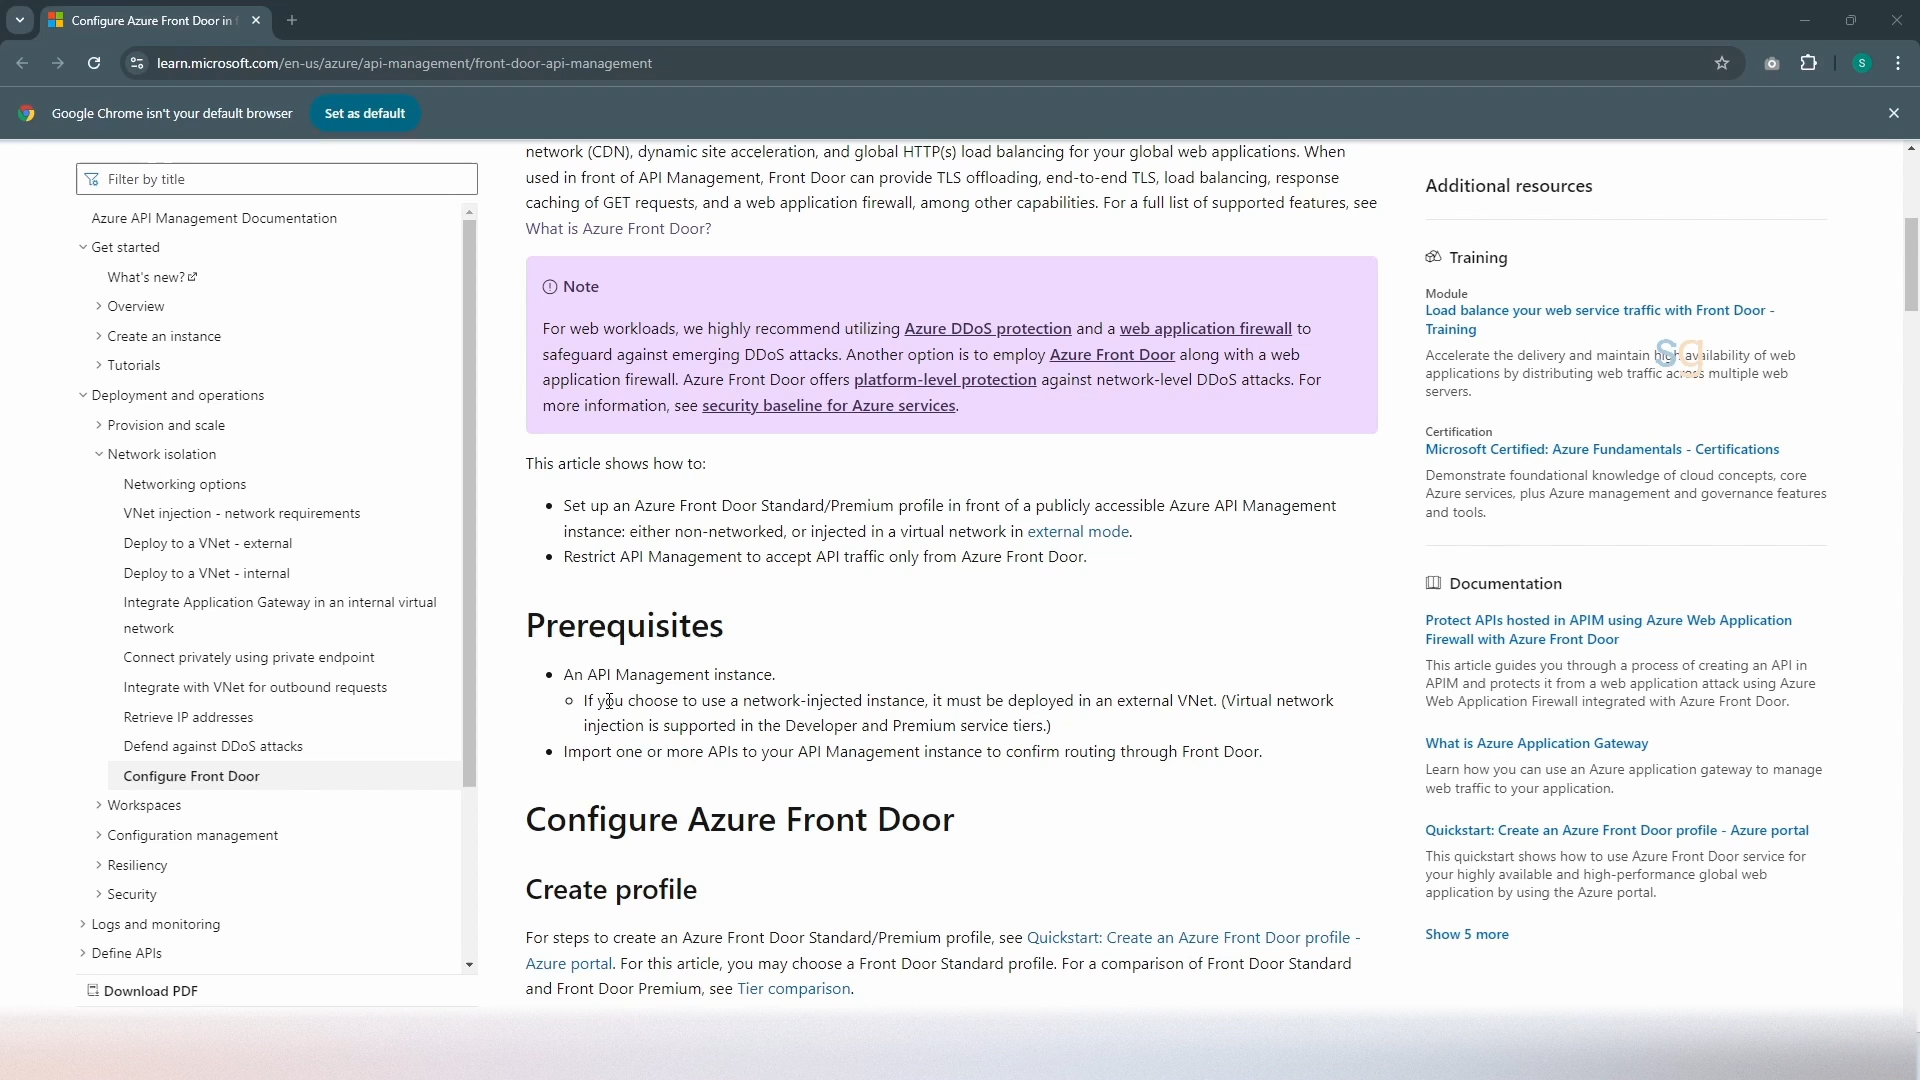 Configure Azure Front Door in
learn.microsoft.com/en-us/azure/api-management/front-door-api-management
S
Google Chrome isn't your default browser
Set as default
Filter by title
Azure API Management Documentation
Get started
What's new?
Overview
Create an instance
Tutorials
Deployment and operations
Provision and scale
Network isolation
Networking options
VNet injection - network requirements
Deploy to a VNet - external
Deploy to a VNet - internal
Integrate Application Gateway in an internal virtual
network
Connect privately using private endpoint
Integrate with VNet for outbound requests
Retrieve IP addresses
Defend against DDoS attacks
Configure Front Door
Workspaces
Configuration management
Resiliency
Security
Logs and monitoring
Define APIs
Download PDF
network (CDN), dynamic site acceleration, and global HTTP(s) load balancing for your global web applications. When
used in front of API Management, Front Door can provide TLS offloading, end-to-end TLS, load balancing, response
caching of GET requests, and a web application firewall, among other capabilities. For a full list of supported features, see
What is Azure Front Door?
Note
For web workloads, we highly recommend utilizing Azure DDoS protection and a web application firewall to
safeguard against emerging DDoS attacks. Another option is to employ Azure Front Door along with a web
application firewall. Azure Front Door offers platform-level protection against network-level DDoS attacks. For
more information, see security baseline for Azure services.
This article shows how to:
Set up an Azure Front Door Standard/Premium profile in front of a publicly accessible Azure API Management
instance: either non-networked, or injected in a virtual network in external mode.
Restrict API Management to accept API traffic only from Azure Front Door.
Prerequisites
An API Management instance.
If you choose to use a network-injected instance, it must be deployed in an external VNet. (Virtual network
injection is supported in the Developer and Premium service tiers.)
Import one or more APIs to your API Management instance to confirm routing through Front Door.
Configure Azure Front Door
Create profile
For steps to create an Azure Front Door Standard/Premium profile, see Quickstart: Create an Azure Front Door profile -
Azure portal. For this article, you may choose a Front Door Standard profile. For a comparison of Front Door Standard
and Front Door Premium, see Tier comparison.
Additional resources
Training
Module
Load balance your web service traffic with Front Door -
Training
Accelerate the delivery and maintain high availability of web
applications by distributing web traffic across multiple web
servers.
sg
Certification
Microsoft Certified: Azure Fundamentals - Certifications
Demonstrate foundational knowledge of cloud concepts, core
Azure services, plus Azure management and governance features
and tools.
Documentation
Protect APIs hosted in APIM using Azure Web Application
Firewall with Azure Front Door
This article guides you through a process of creating an API in
APIM and protects it from a web application attack using Azure
Web Application Firewall integrated with Azure Front Door.
What is Azure Application Gateway
Learn how you can use an Azure application gateway to manage
web traffic to your application.
Quickstart: Create an Azure Front Door profile - Azure portal
This quickstart shows how to use Azure Front Door service for
your highly available and high-performance global web
application by using the Azure portal.
Show 5 more